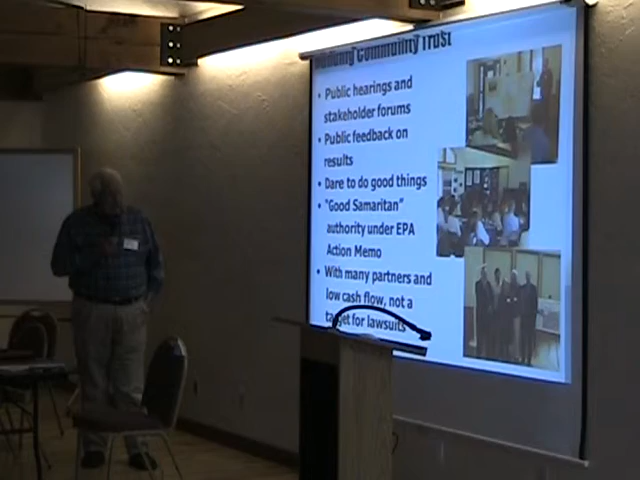 Building Community Trust
• Public hearings and
stakeholder forums
• Public feedback on
results
• Dare to do good things
• "Good Samaritan"
authority under EPA
Action Memo
• With many partners and
low cash flow, not a
target for lawsuits